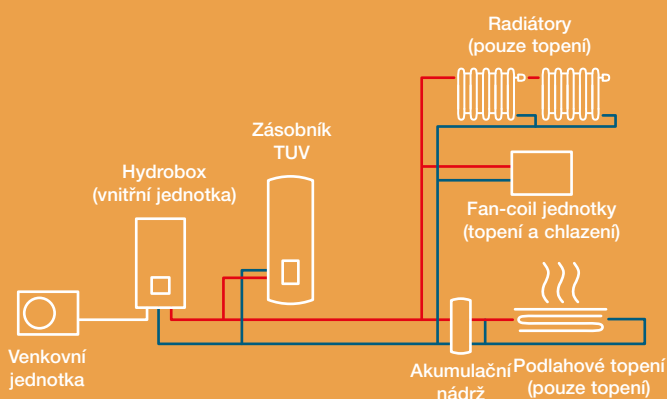 Radiátory
(pouze topení)
Zásobník
TUV
Hydrobox
(vnitřní jednotka)
Fan-coil jednotky
(topení a chlazení)
Venkovní
jednotka
Akumulační
nádrž
Podlahové topení
(pouze topení)